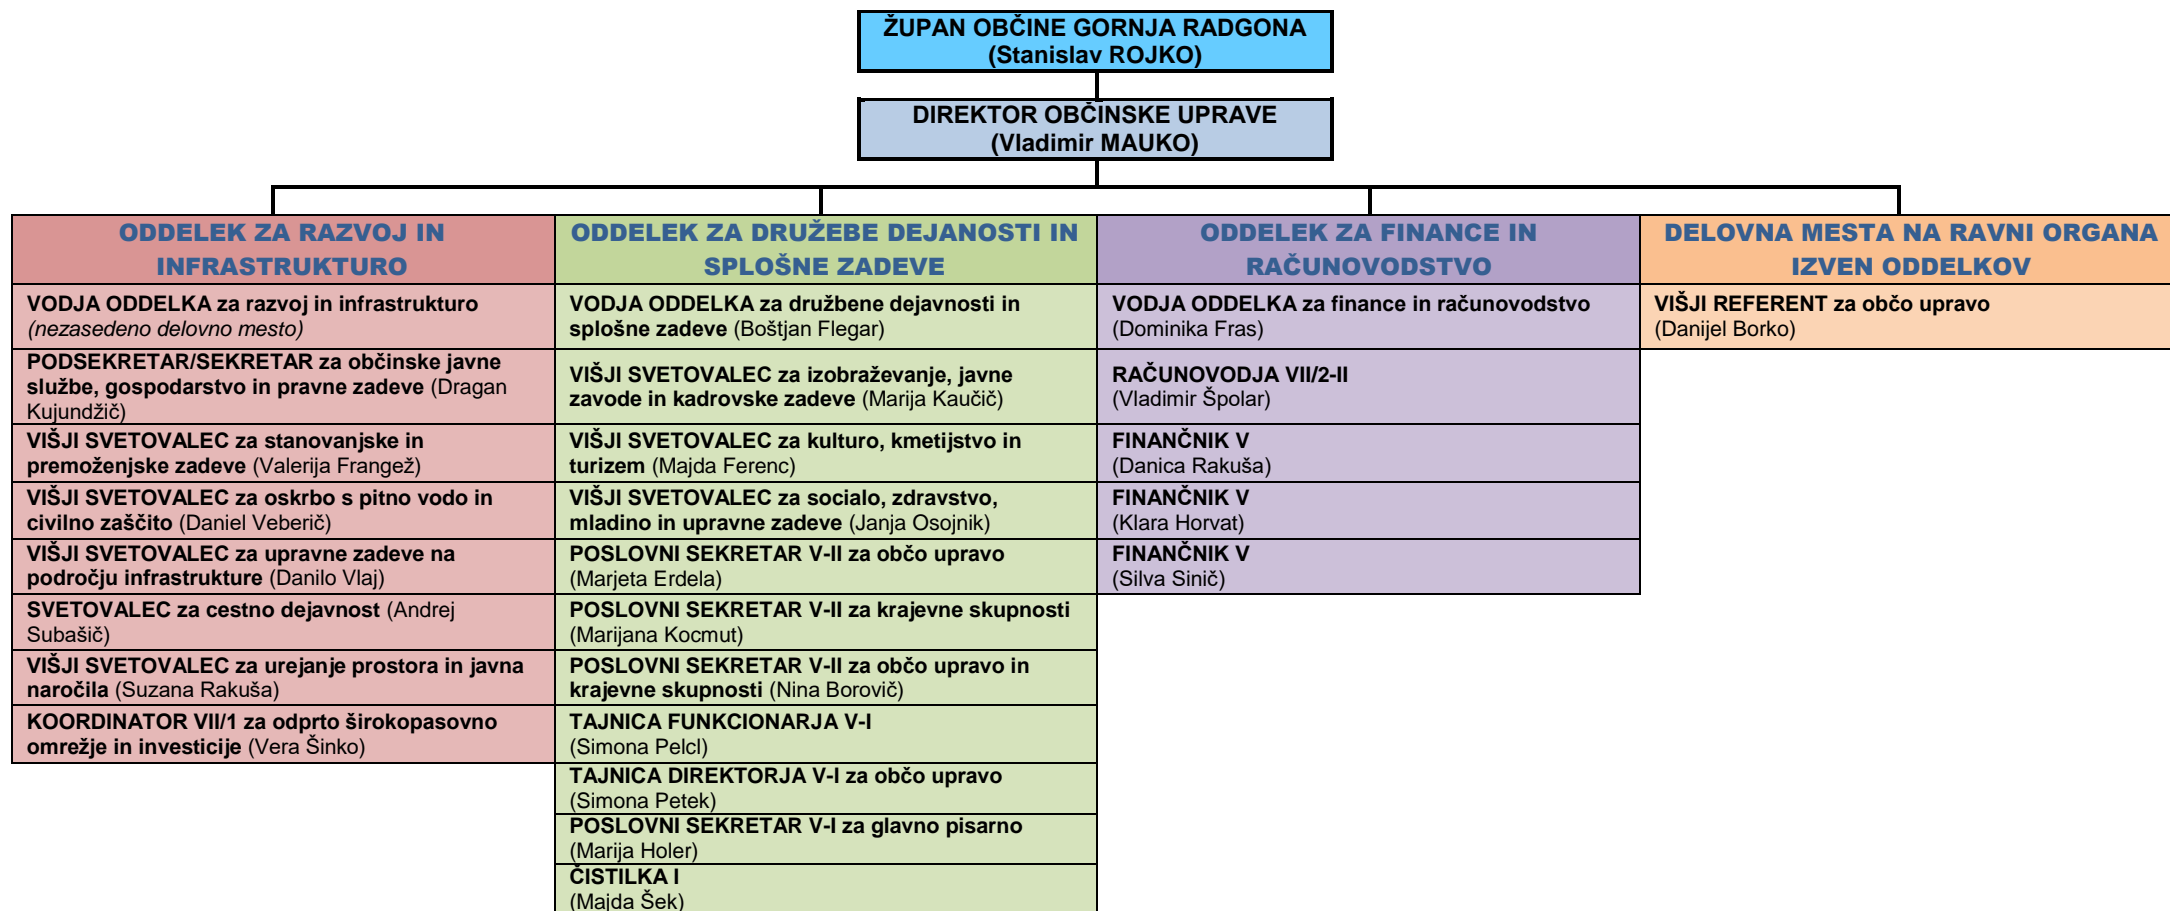 ŽUPAN OBČINE GORNJA RADGONA
(Stanislav ROJKO)
DIREKTOR OBČINSKE UPRAVE
(Vladimir MAUKO)
ODDELEK ZA RAZVOJ IN
INFRASTRUKTURO
VODJA ODDELKA za razvoj in infrastrukturo
(nezasedeno delovno mesto)
PODSEKRETAR/SEKRETAR za občinske javne
službe, gospodarstvo in pravne zadeve (Dragan
Kujundžič)
VIŠJI SVETOVALEC za stanovanjske in
premoženjske zadeve (Valerija Frangež)
VIŠJI SVETOVALEC za oskrbo s pitno vodo in
civilno zaščito (Daniel Veberič)
VIŠJI SVETOVALEC za upravne zadeve na
področju infrastrukture (Danilo Vlaj)
SVETOVALEC za cestno dejavnost (Andrej
Subašič)
VIŠJI SVETOVALEC za urejanje prostora in javna
naročila (Suzana Rakuša)
KOORDINATOR VII/1 za odprto širokopasovno
omrežje in investicije (Vera Šinko)
ODDELEK ZA DRUŽEBE DEJANOSTI IN
SPLOŠNE ZADEVE
VODJA ODDELKA za družbene dejavnosti in
splošne zadeve (Boštjan Flegar)
VIŠJI SVETOVALEC za izobraževanje, javne
zavode in kadrovske zadeve (Marija Kaučič)
VIŠJI SVETOVALEC za kulturo, kmetijstvo in
turizem (Majda Ferenc)
VIŠJI SVETOVALEC za socialo, zdravstvo,
mladino in upravne zadeve (Janja Osojnik)
POSLOVNI SEKRETAR V-II za občo upravo
(Marjeta Erdela)
POSLOVNI SEKRETAR V-II za krajevne skupnosti
(Marijana Kocmut)
POSLOVNI SEKRETAR V-II za občo upravo in
krajevne skupnosti (Nina Borovič)
TAJNICA FUNKCIONARJA V-I
(Simona Pelcl)
TAJNICA DIREKTORJA V-I za občo upravo
(Simona Petek)
POSLOVNI SEKRETAR V-I za glavno pisarno
(Marija Holer)
ČISTILKA I
(Majda Šek)
ODDELEK ZA FINANCE IN
RAČUNOVODSTVO
VODJA ODDELKA za finance in računovodstvo
(Dominika Fras)
RAČUNOVODJA VII/2-II
(Vladimir Špolar)
FINANČNIK V
(Danica Rakuša)
FINANČNIK V
(Klara Horvat)
FINANČNIK V
(Silva Sinič)
DELOVNA MESTA NA RAVNI ORGANA
IZVEN ODDELKOV
VIŠJI REFERENT za občo upravo
(Danijel Borko)